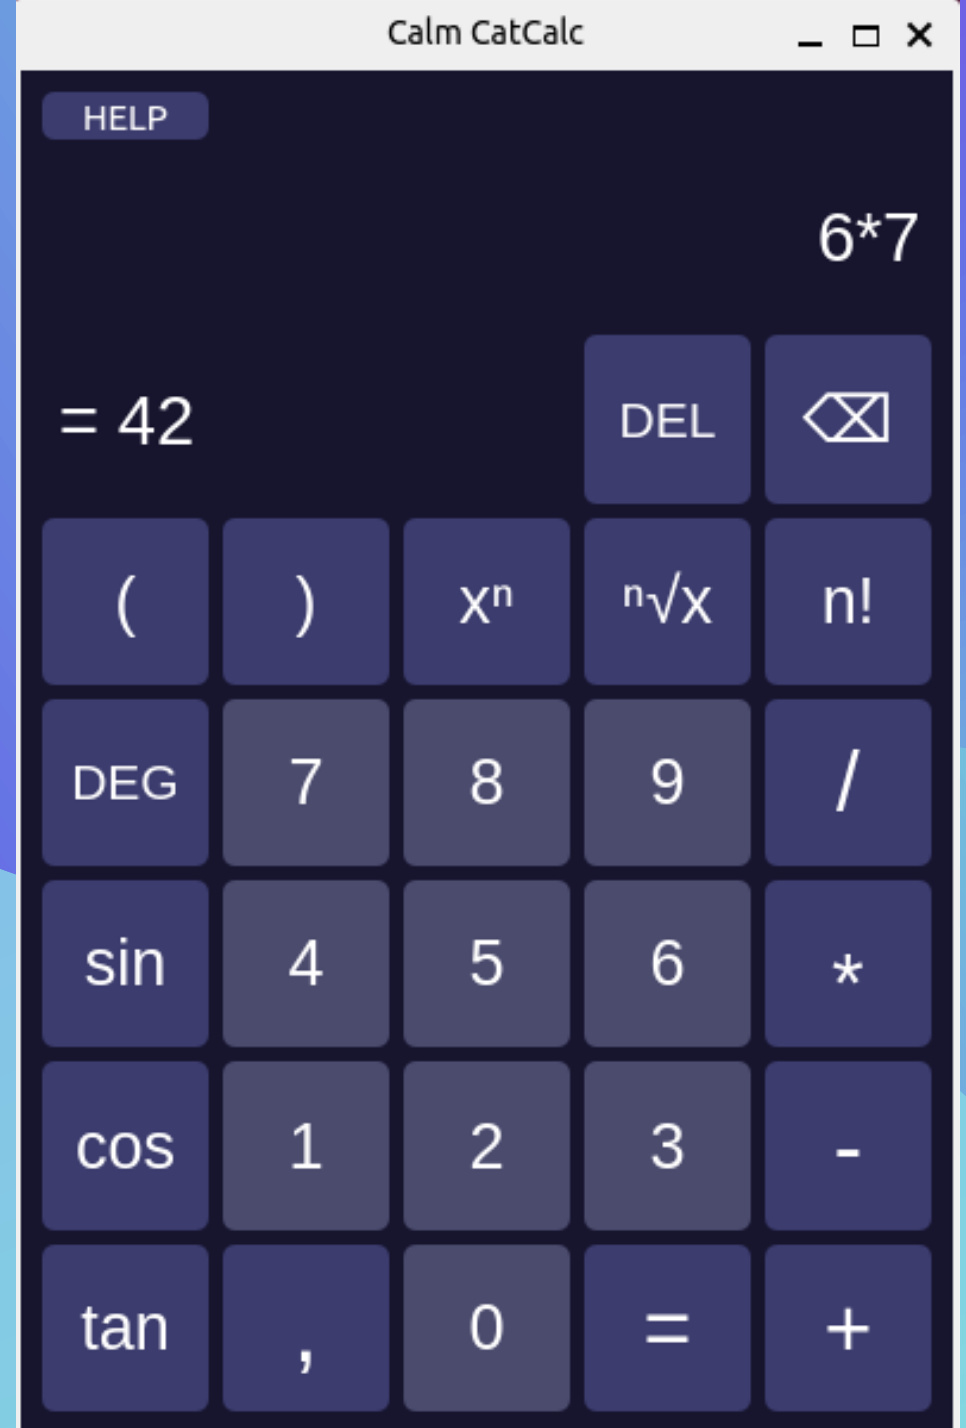 Calm CatCalc
HELP
6*7
= 42 DEL ⌫
( ) xⁿ ⁿ√x n!
DEG 7 8 9 /
sin 4 5 6 *
cos 1 2 3 -
tan , 0 = +